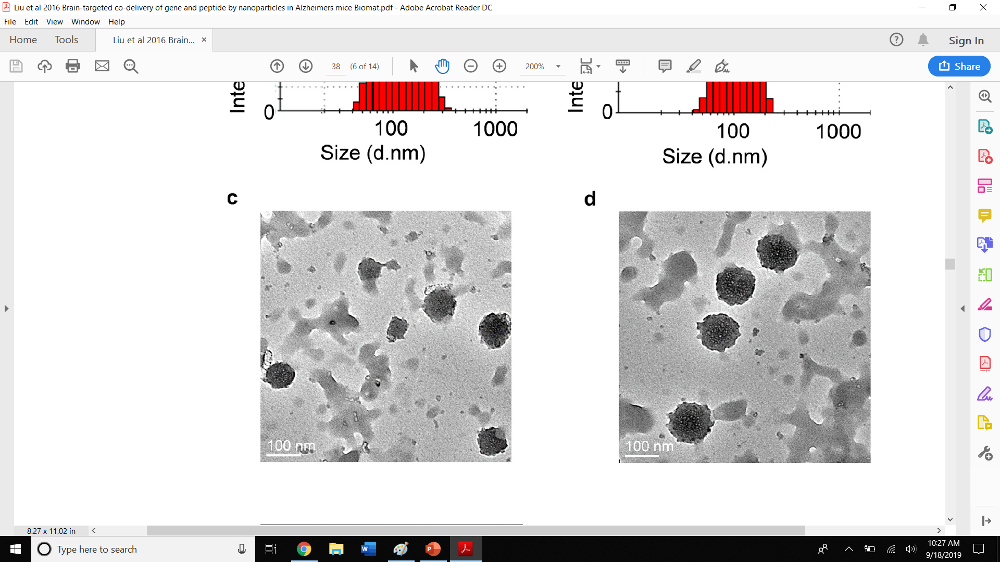 Liu et al 2016 Brain-targeted co-delivery of gene and peptide by nanoparticles in Alzheimers mice Biomat.pdf - Adobe Acrobat Reader DC
File Edit View Window Help
Home Tools Liu et al 2016 Brain... × Sign In
38 (6 of 14) 200% Share
Inte 0 Inte 0
100 1000 100 1000
Size (d.nm) Size (d.nm)
c d
100 nm 100 nm
8.27 x 11.02 in
Type here to search
10:27 AM
9/18/2019